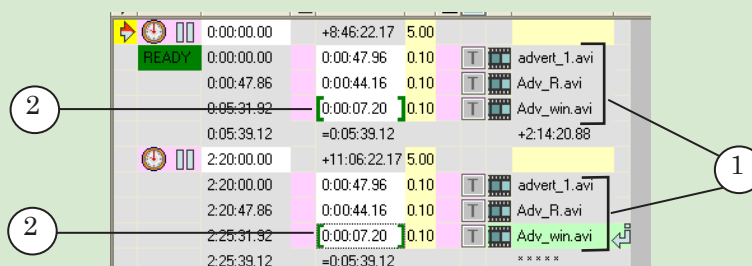 0:00:00.00 +8:46:22.17 5.00
READY 0:00:00.00 0:00:47.96 0.10 T advert_1.avi
0:00:47.86 0:00:44.16 0.10 T Adv_R.avi
2 0:05:31.92 0:00:07.20 0.10 T Adv_win.avi
0:05:39.12 =0:05:39.12 +2:14:20.88
1
2:20:00.00 +11:06:22.17 5.00
2:20:00.00 0:00:47.96 0.10 T advert_1.avi
2:20:47.86 0:00:44.16 0.10 T Adv_R.avi
2 2:25:31.92 0:00:07.20 0.10 T Adv_win.avi
2:25:39.12 =0:05:39.12 × × × × ×